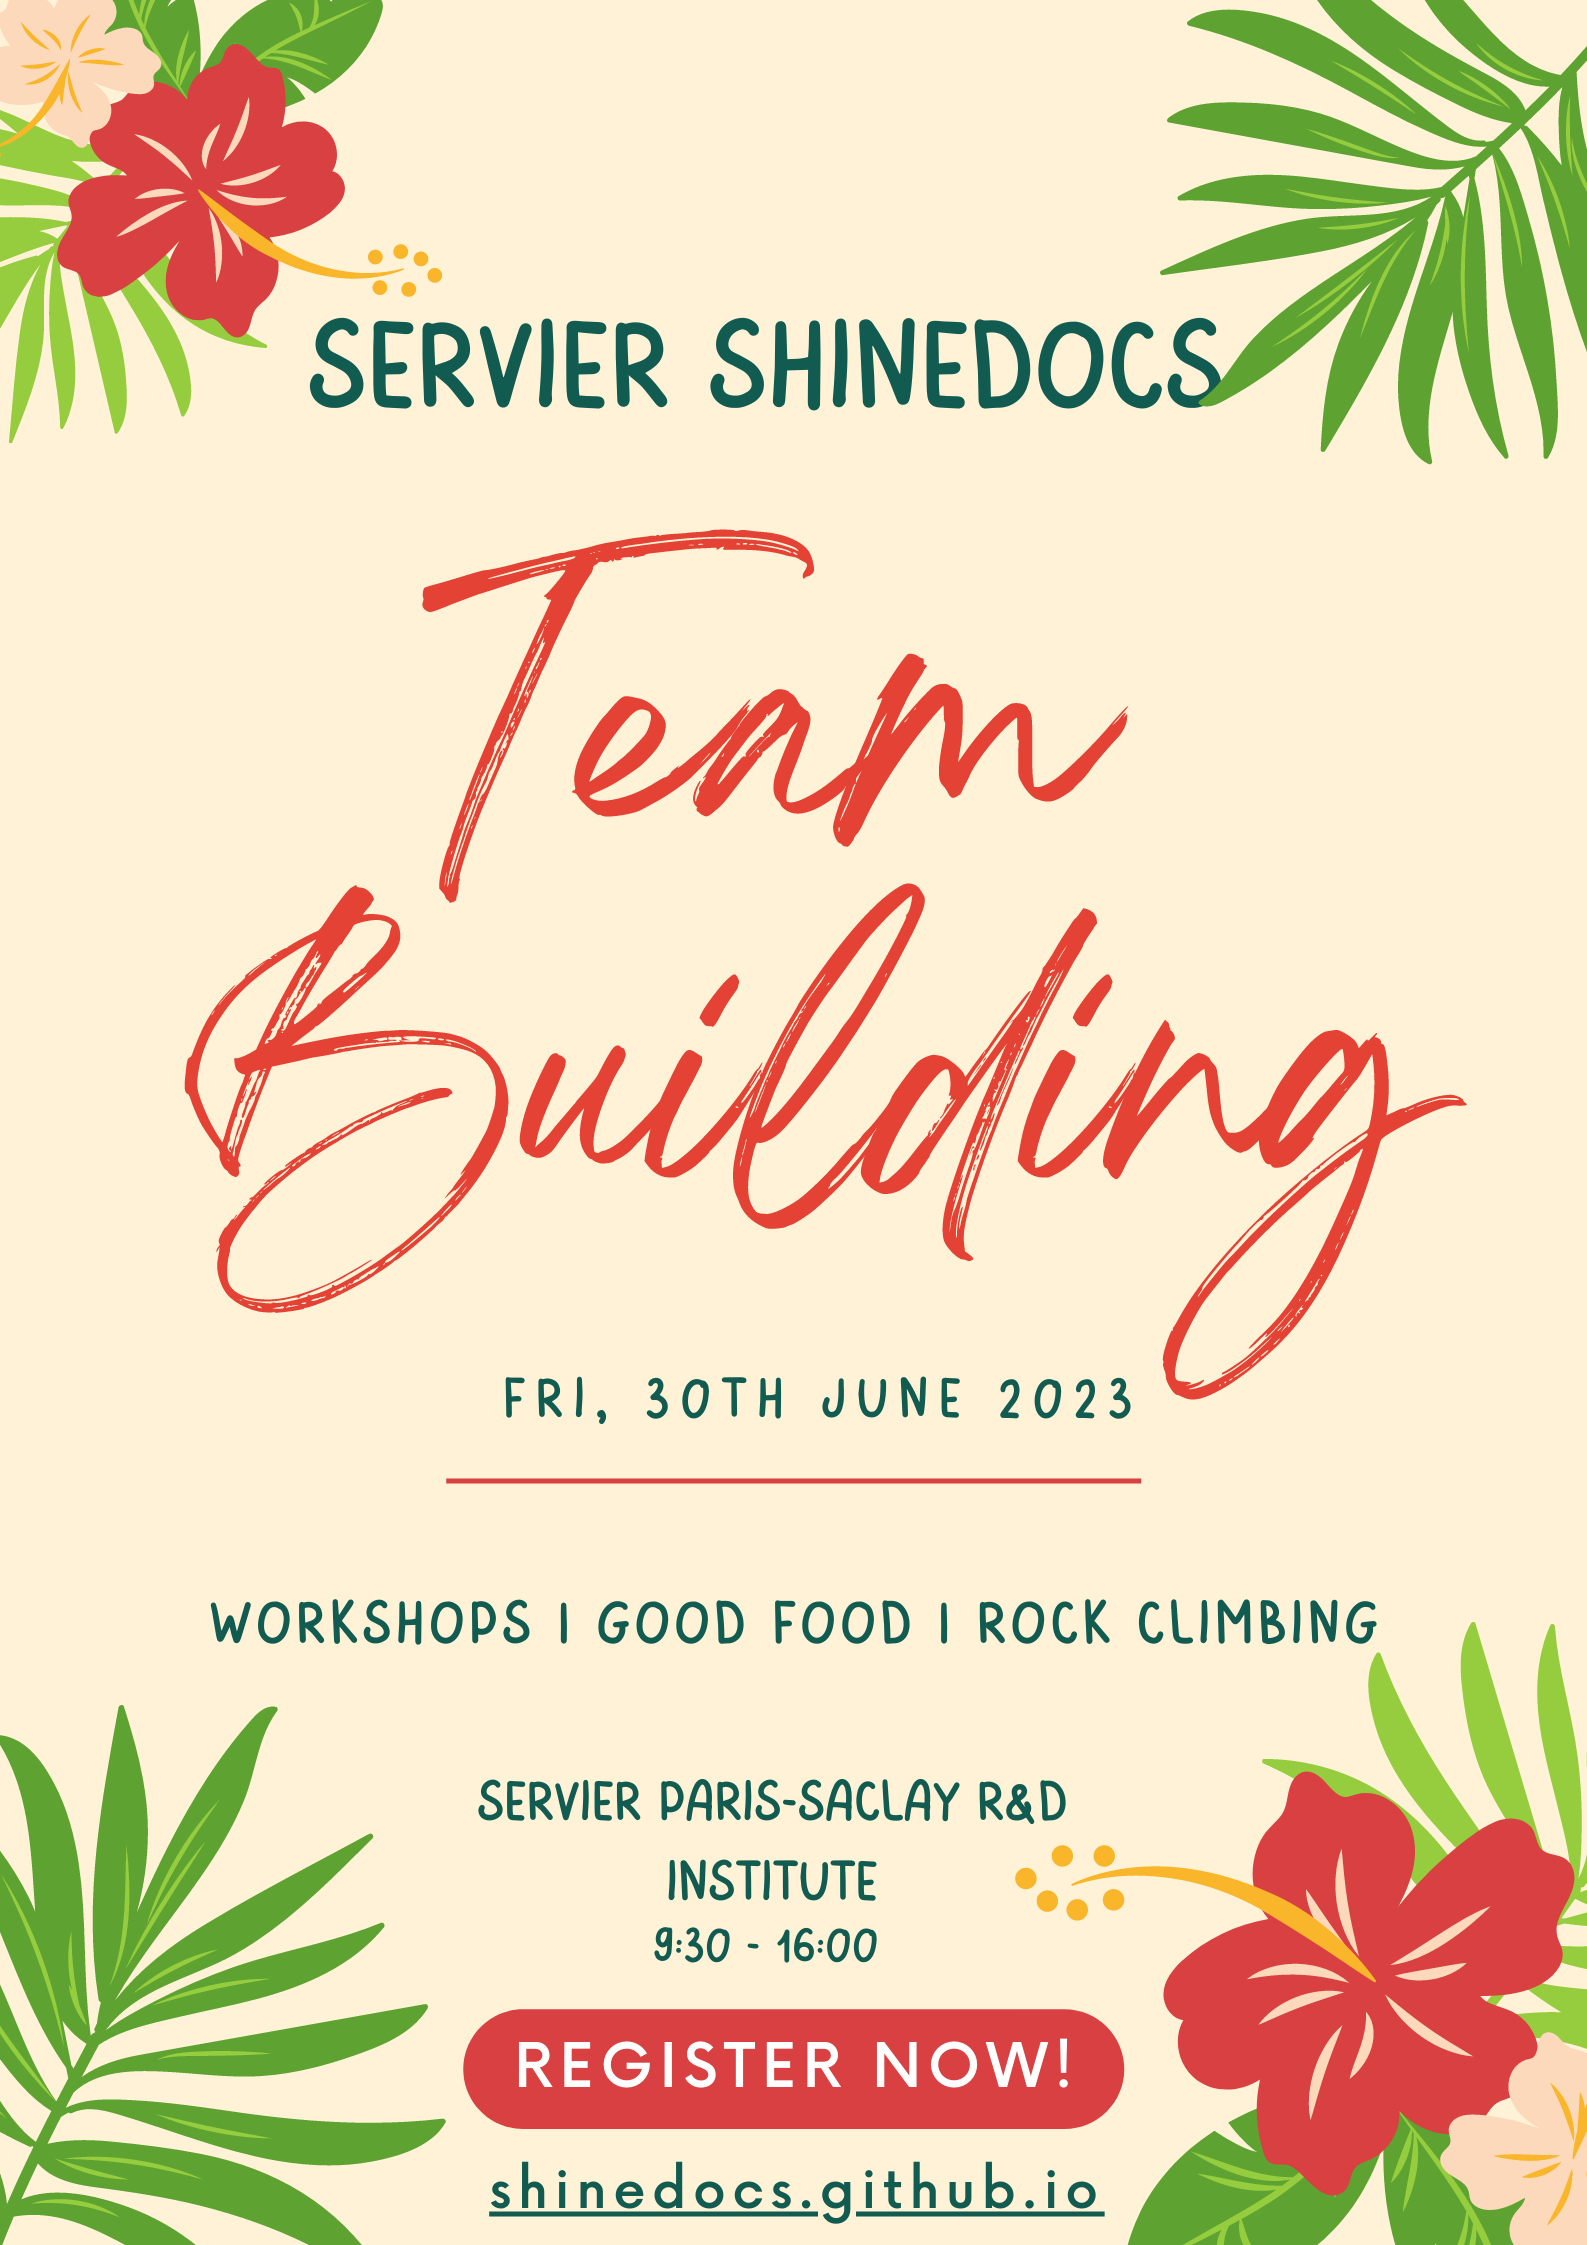 SERVIER SHINEDOCS
Team
Building
FRI, 30TH JUNE 2023
WORKSHOPS | GOOD FOOD | ROCK CLIMBING
SERVIER PARIS-SACLAY R&D
INSTITUTE
9:30 - 16:00
REGISTER NOW!
shinedocs.github.io